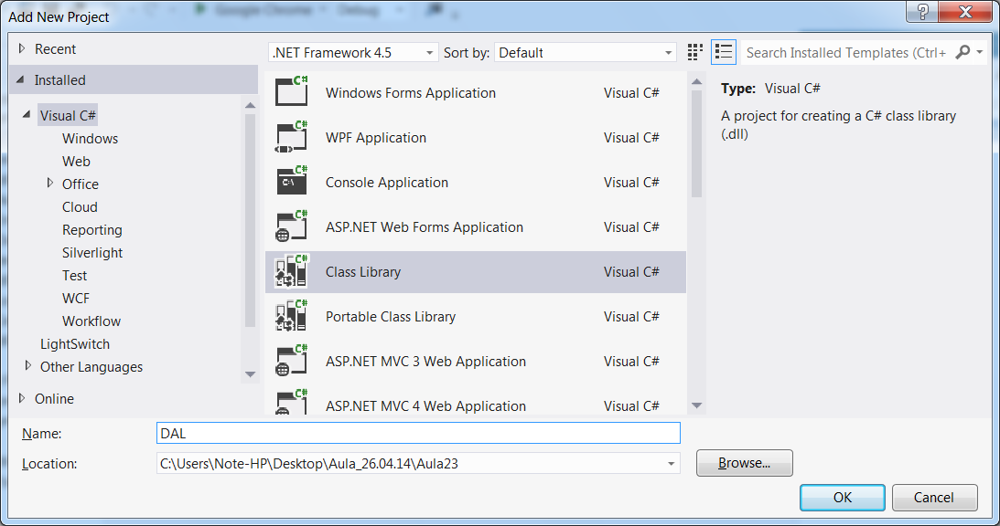 Google Chrome Debug
Add New Project
Recent
Installed
Visual C#
Windows
Web
Office
Cloud
Reporting
Silverlight
Test
WCF
Workflow
LightSwitch
Other Languages
Online
.NET Framework 4.5 Sort by: Default
Windows Forms Application Visual C#
WPF Application Visual C#
Console Application Visual C#
ASP.NET Web Forms Application Visual C#
Class Library Visual C#
Portable Class Library Visual C#
ASP.NET MVC 3 Web Application Visual C#
ASP.NET MVC 4 Web Application Visual C#
Search Installed Templates (Ctrl+
Type: Visual C#
A project for creating a C# class library
(.dll)
Name: DAL
Location: C:\Users\Note-HP\Desktop\Aula_26.04.14\Aula23
Browse...
OK Cancel